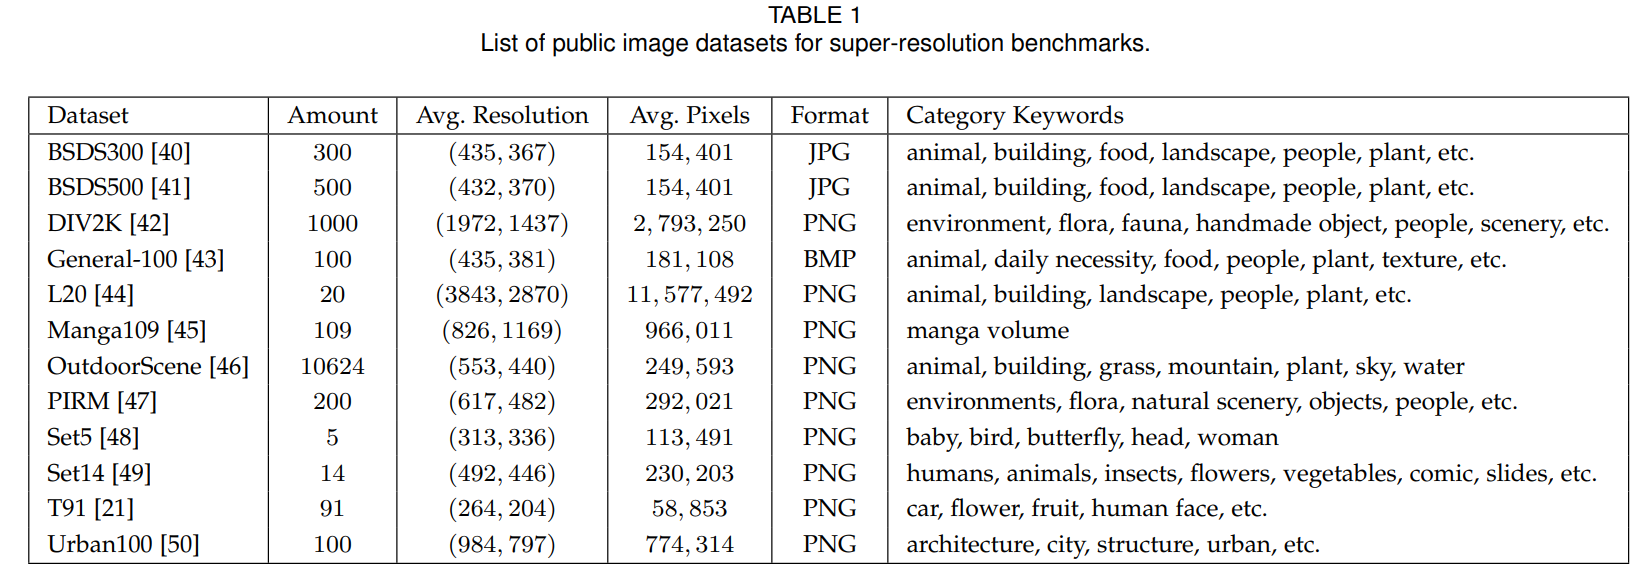 TABLE 1
List of public image datasets for super-resolution benchmarks.
Dataset Amount Avg. Resolution Avg. Pixels Format Category Keywords
BSDS300 [40] 300 (435, 367) 154, 401 JPG animal, building, food, landscape, people, plant, etc.
BSDS500 [41] 500 (432, 370) 154, 401 JPG animal, building, food, landscape, people, plant, etc.
DIV2K [42] 1000 (1972, 1437) 2, 793, 250 PNG environment, flora, fauna, handmade object, people, scenery, etc.
General-100 [43] 100 (435, 381) 181, 108 BMP animal, daily necessity, food, people, plant, texture, etc.
L20 [44] 20 (3843, 2870) 11, 577, 492 PNG animal, building, landscape, people, plant, etc.
Manga109 [45] 109 (826, 1169) 966, 011 PNG manga volume
OutdoorScene [46] 10624 (553, 440) 249, 593 PNG animal, building, grass, mountain, plant, sky, water
PIRM [47] 200 (617, 482) 292, 021 PNG environments, flora, natural scenery, objects, people, etc.
Set5 [48] 5 (313, 336) 113, 491 PNG baby, bird, butterfly, head, woman
Set14 [49] 14 (492, 446) 230, 203 PNG humans, animals, insects, flowers, vegetables, comic, slides, etc.
T91 [21] 91 (264, 204) 58, 853 PNG car, flower, fruit, human face, etc.
Urban100 [50] 100 (984, 797) 774, 314 PNG architecture, city, structure, urban, etc.